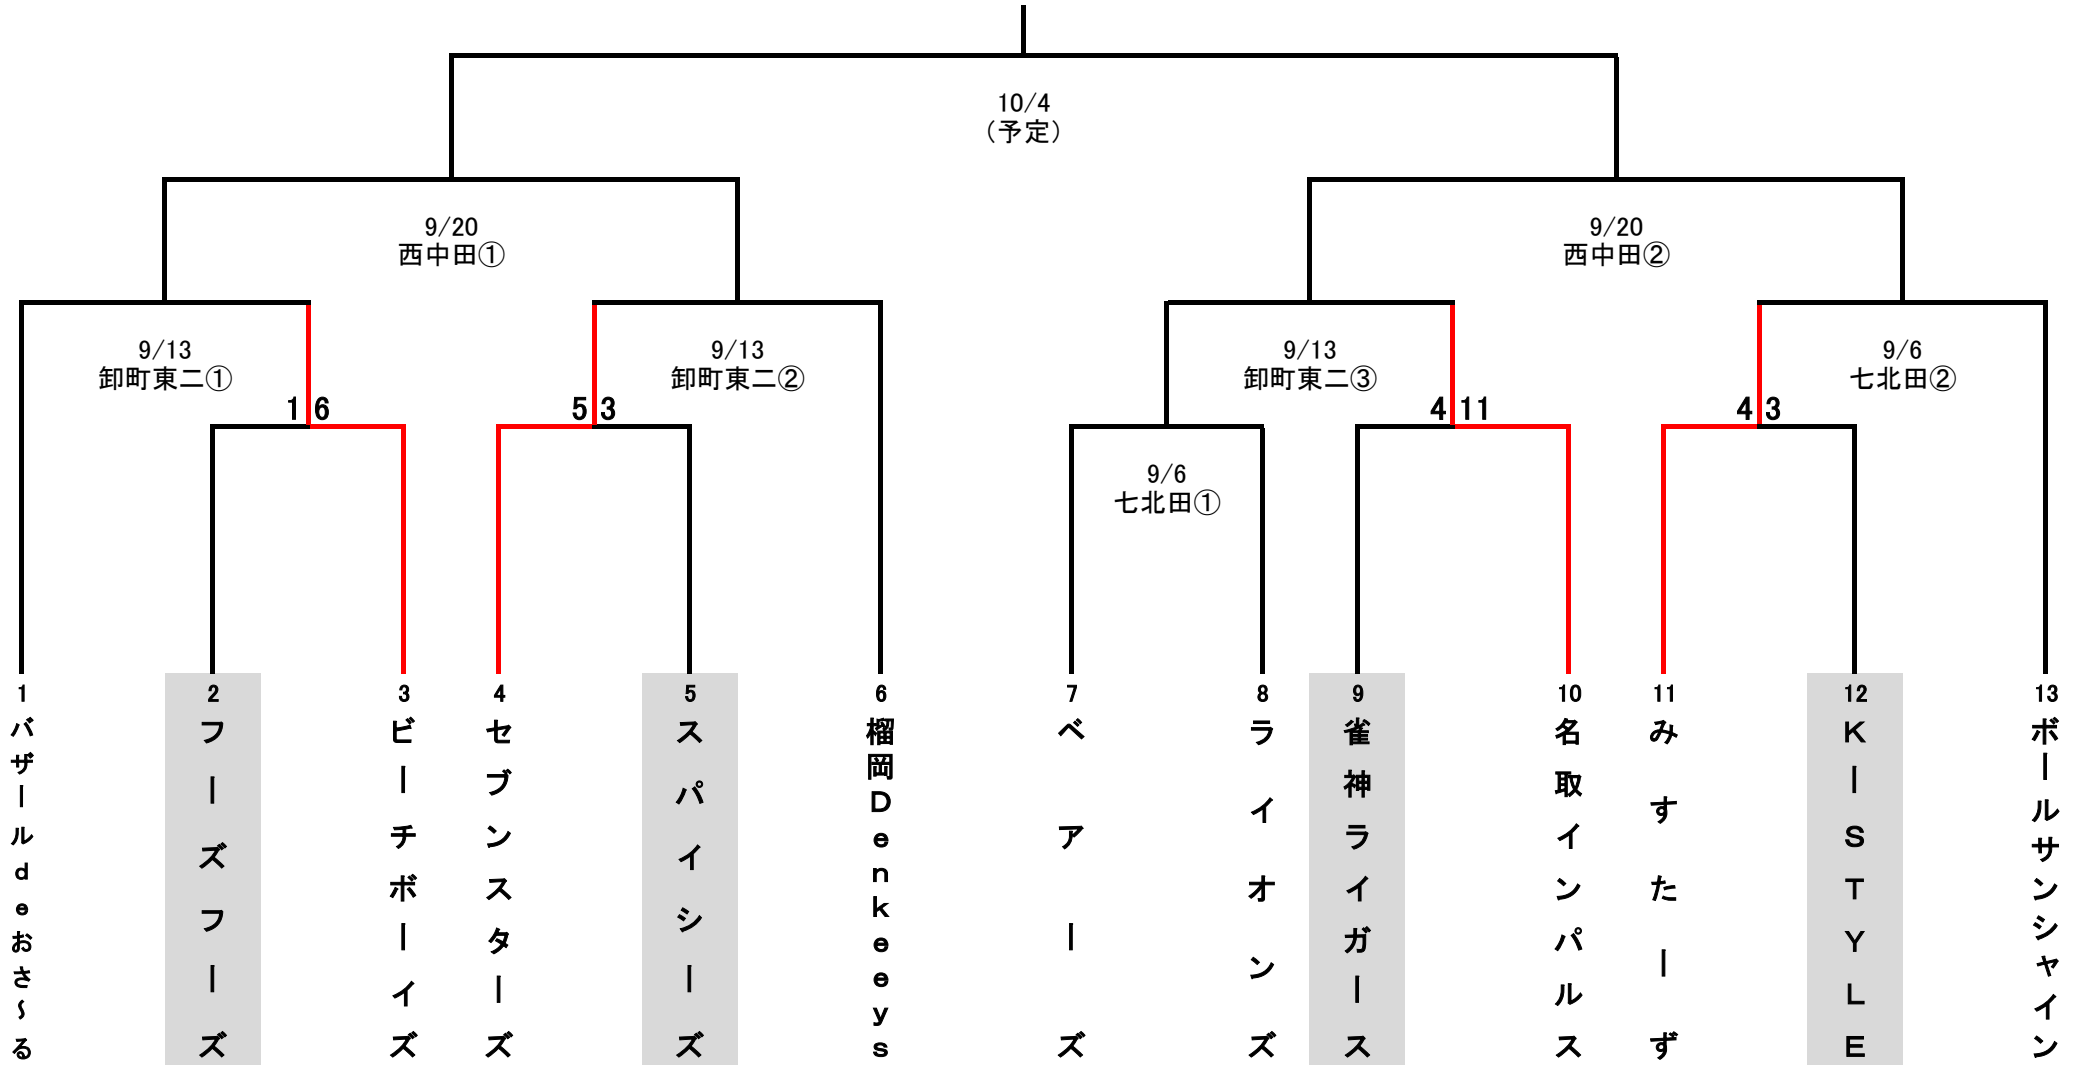 10/4
(予定)
9/20
西中田①
9/20
西中田②
9/13
卸町東二①
9/13
卸町東二②
9/13
卸町東二③
9/6
七北田②
1 6
5 3
4 11
4 3
9/6
七北田①
1
バザールdeおさ～る
2
フーズフーズ
3
ビーチボーイズ
4
セブンスターズ
5
スパイシーズ
6
榴岡Denkeeys
7
ベアーズ
8
ライオンズ
9
雀神ライガース
10
名取インパルス
11
みすたーず
12
K―STYLE
13
ボールサンシャイン